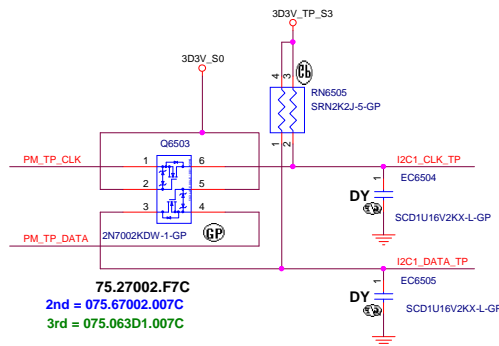 3D3V_TP_S3
3D3V_S0
4
3
RN6505
SRN2K2J-5-GP
1
2
Q6503
PM_TP_CLK
1
6
I2C1_CLK_TP
2
5
EC6504
1
DY
3
4
SCD1U16V2KX-L-GP
PM_TP_DATA
2N7002KDW-1-GP
GP
I2C1_DATA_TP
75.27002.F7C
EC6505
1
DY
2nd = 075.67002.007C
SCD1U16V2KX-L-GP
3rd = 075.063D1.007C